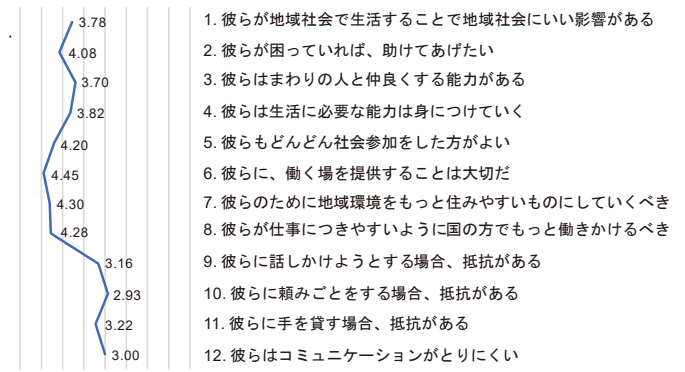 3.78 1. 彼らが地域社会で生活することで地域社会にいい影響がある
4.08 2. 彼らが困っていれば、助けてあげたい
3.70 3. 彼らはまわりの人と仲良くする能力がある
3.82 4. 彼らは生活に必要な能力は身につけていく
4.20 5. 彼らもどんどん社会参加をした方がよい
4.45 6. 彼らに、働く場を提供することは大切だ
4.30 7. 彼らのために地域環境をもっと住みやすいものにしていくべき
4.28 8. 彼らが仕事につきやすいように国の方でもっと働きかけるべき
3.16 9. 彼らに話しかけようとする場合、抵抗がある
2.93 10. 彼らに頼みごとをする場合、抵抗がある
3.22 11. 彼らに手を貸す場合、抵抗がある
3.00 12. 彼らはコミュニケーションがとりにくい